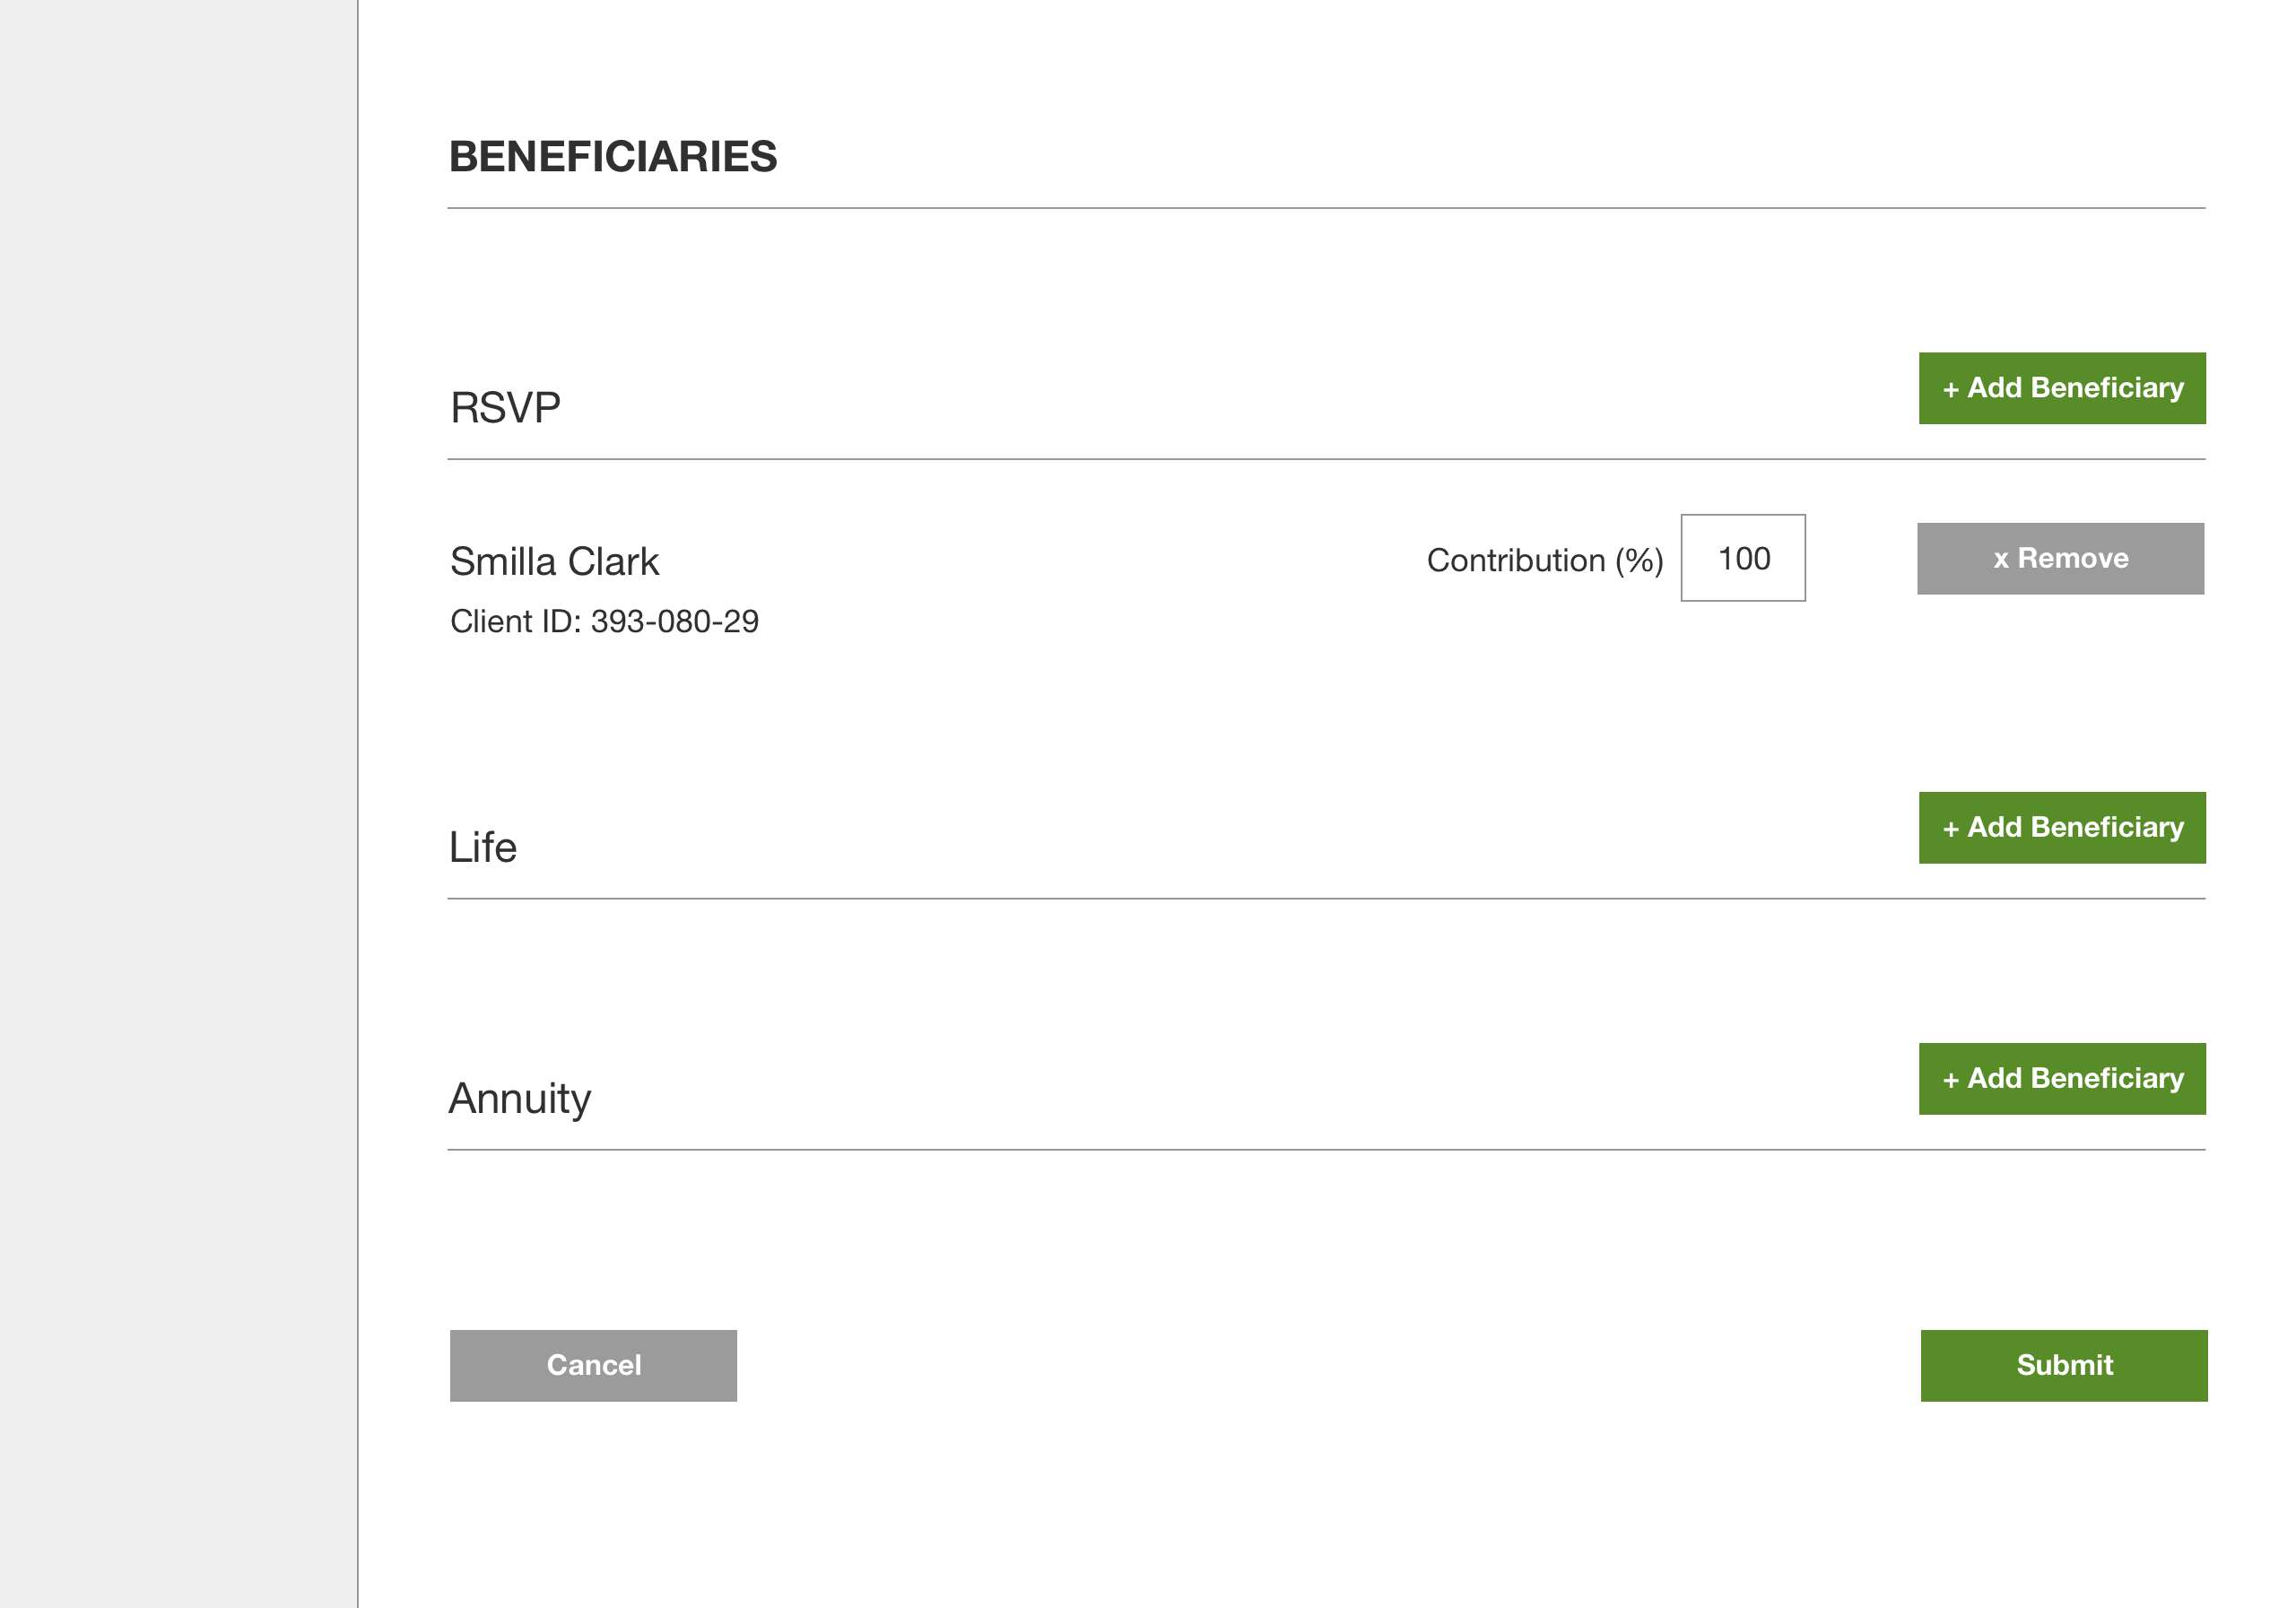 BENEFICIARIES
RSVP
+ Add Beneficiary
Smilla Clark
Contribution (%) 100
x Remove
Client ID: 393-080-29
Life
+ Add Beneficiary
Annuity
+ Add Beneficiary
Cancel
Submit